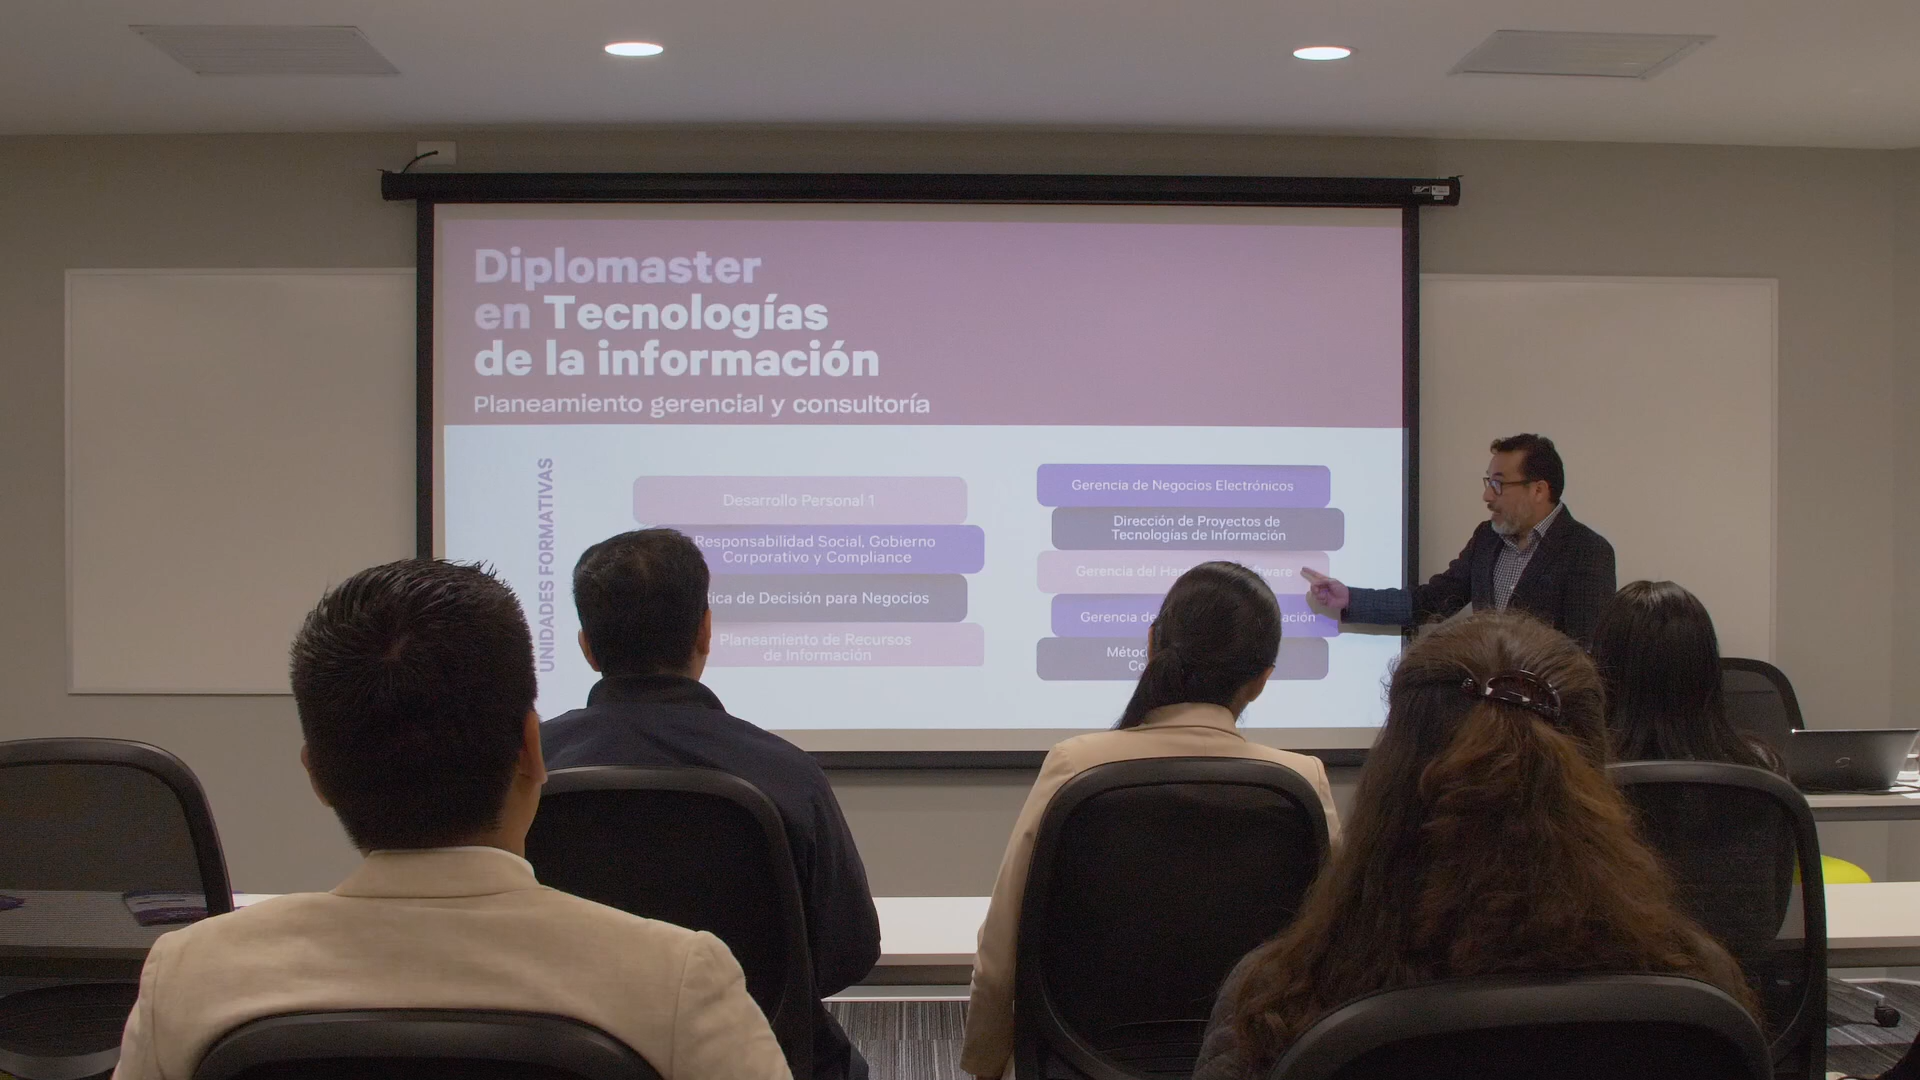 Diplomaster
en Tecnologías
de la información
Planeamiento gerencial y consultoría
UNIDADES FORMATIVAS
Desarrollo Personal 1
Responsabilidad Social, Gobierno
Corporativo y Compliance
de Decisión para Negocios
Planeamiento de Recursos
de Información
Gerencia de Negocios Electrónicos
Dirección de Proyectos de
Tecnologías de Información
Gerencia del
Gerencia de